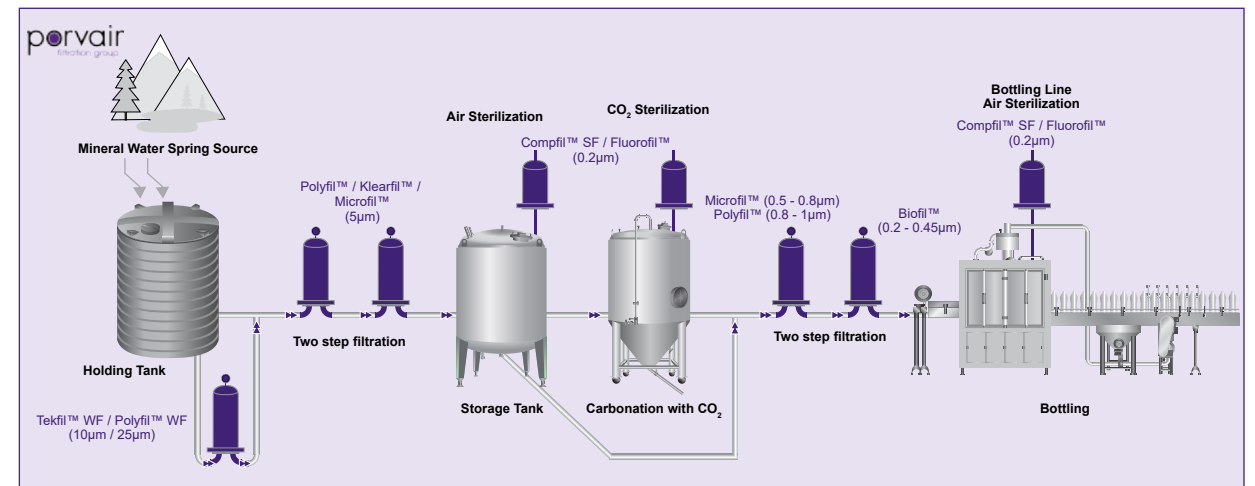 porvair
filtration group
Mineral Water Spring Source
Holding Tank
Tekfil™ WF / Polyfil™ WF
(10μm / 25μm)
Polyfil™ / Klearfil™ /
Microfil™
(5μm)
Two step filtration
Air Sterilization
CO₂ Sterilization
Compfil™ SF / Fluorofil™
(0.2μm)
Storage Tank
Carbonation with CO₂
Microfil™ (0.5 - 0.8μm)
Polyfil™ (0.8 - 1μm)
Two step filtration
Biofil™
(0.2 - 0.45μm)
Bottling Line
Air Sterilization
Compfil™ SF / Fluorofil™
(0.2μm)
Bottling